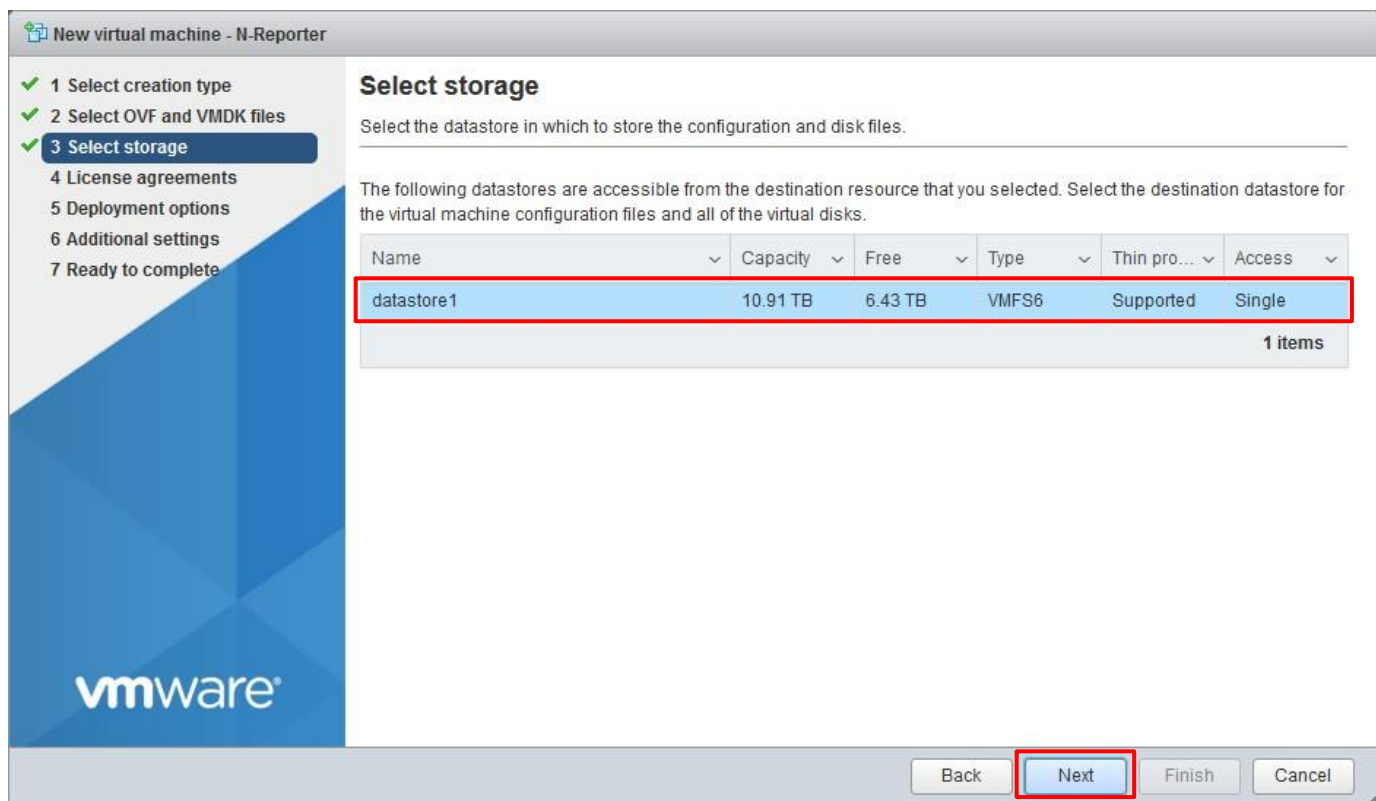 New virtual machine - N-Reporter
1 Select creation type
2 Select OVF and VMDK files
3 Select storage
4 License agreements
5 Deployment options
6 Additional settings
7 Ready to complete
vmware®
Select storage
Select the datastore in which to store the configuration and disk files.
The following datastores are accessible from the destination resource that you selected. Select the destination datastore for
the virtual machine configuration files and all of the virtual disks.
Name Capacity Free Type Thin pro... Access
datastore1 10.91 TB 6.43 TB VMFS6 Supported Single
1 items
Back Next Finish Cancel